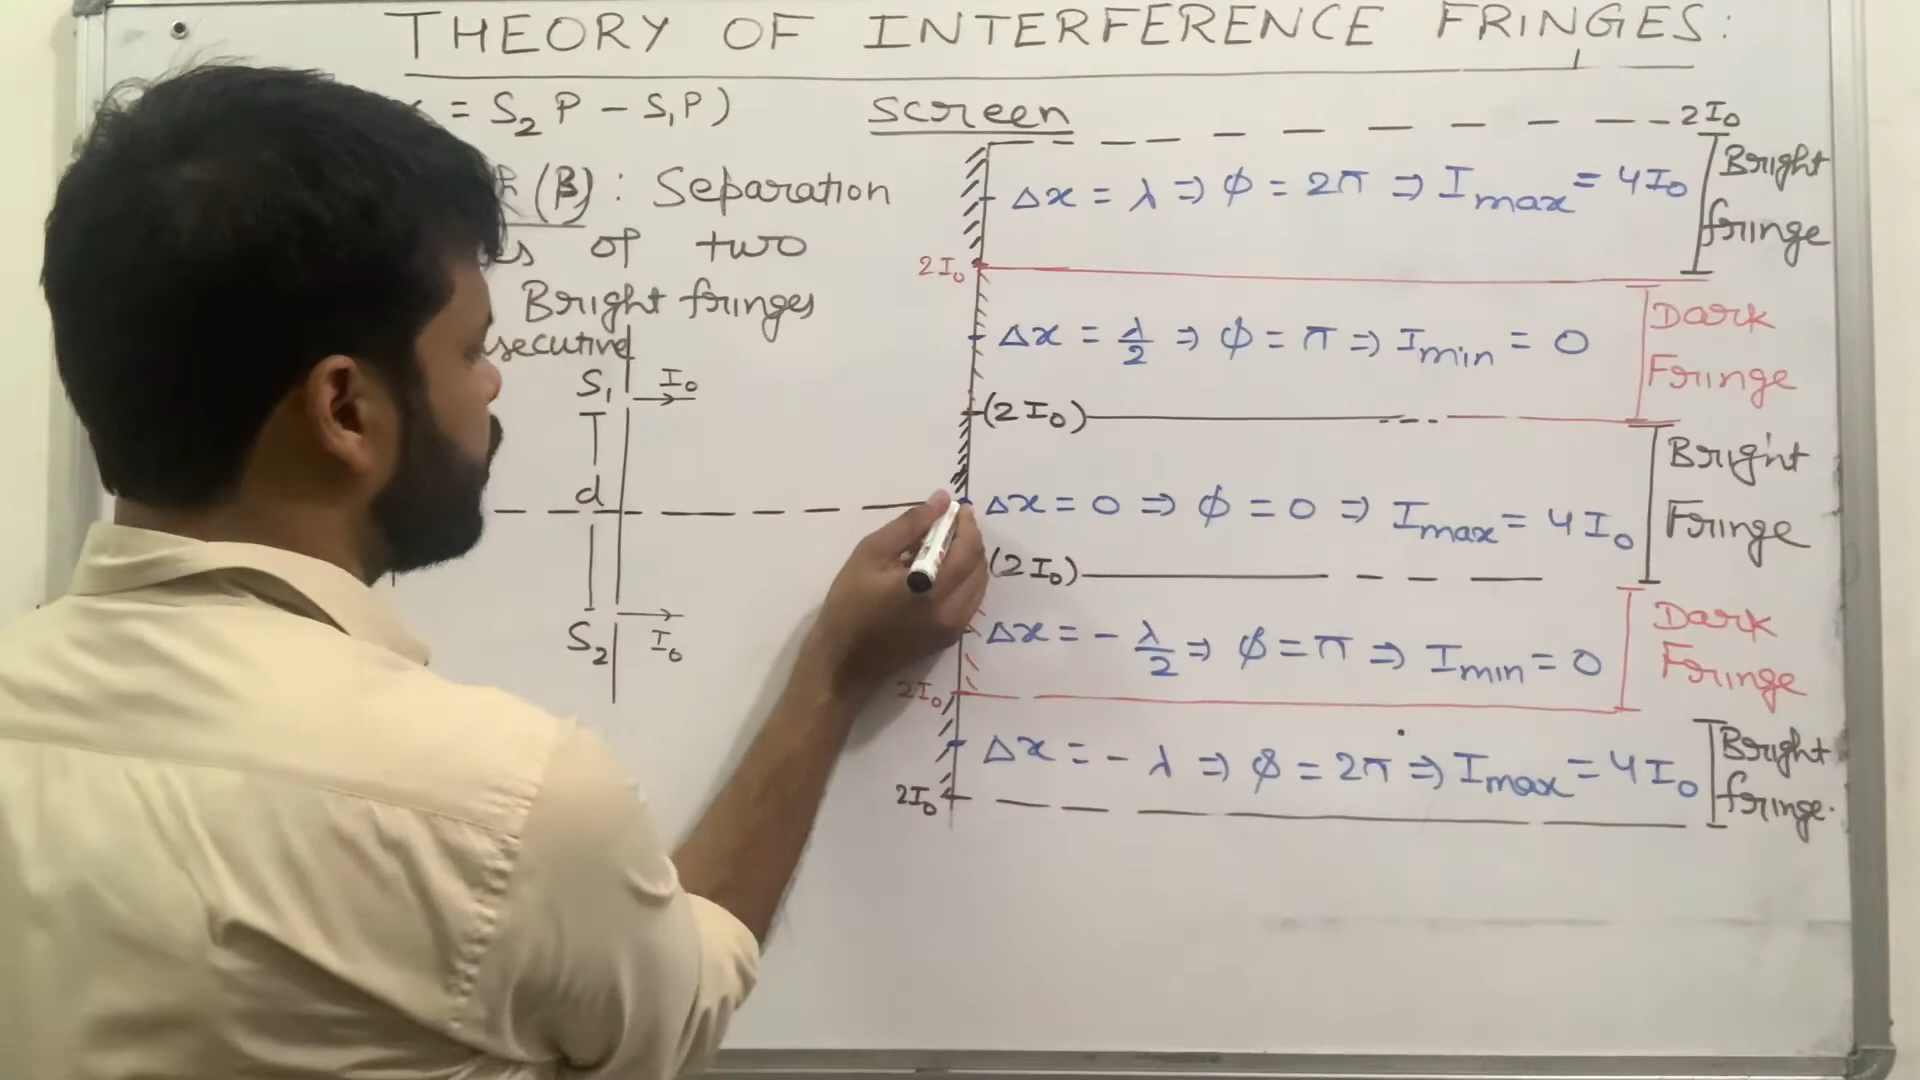 THEORY OF INTERFERENCE FRINGES:
= S₂P - S₁P)
(β): Separation
of two
Bright fringes
S₁ I₀
d
S₂ I₀
Screen
2I₀
Δx = λ ⇒ ϕ = 2π ⇒ Imax = 4I₀
Bright
fringe
2I₀
Δx = λ/2 ⇒ ϕ = π ⇒ Imin = 0
Dark
Fringe
(2I₀)
Δx = 0 ⇒ ϕ = 0 ⇒ Imax = 4I₀
Bright
Fringe
(2I₀)
Δx = - λ/2 ⇒ ϕ = π ⇒ Imin = 0
Dark
Fringe
2I₀
Δx = - λ ⇒ ϕ = 2π ⇒ Imax = 4I₀
Bright
fringe.
2I₀